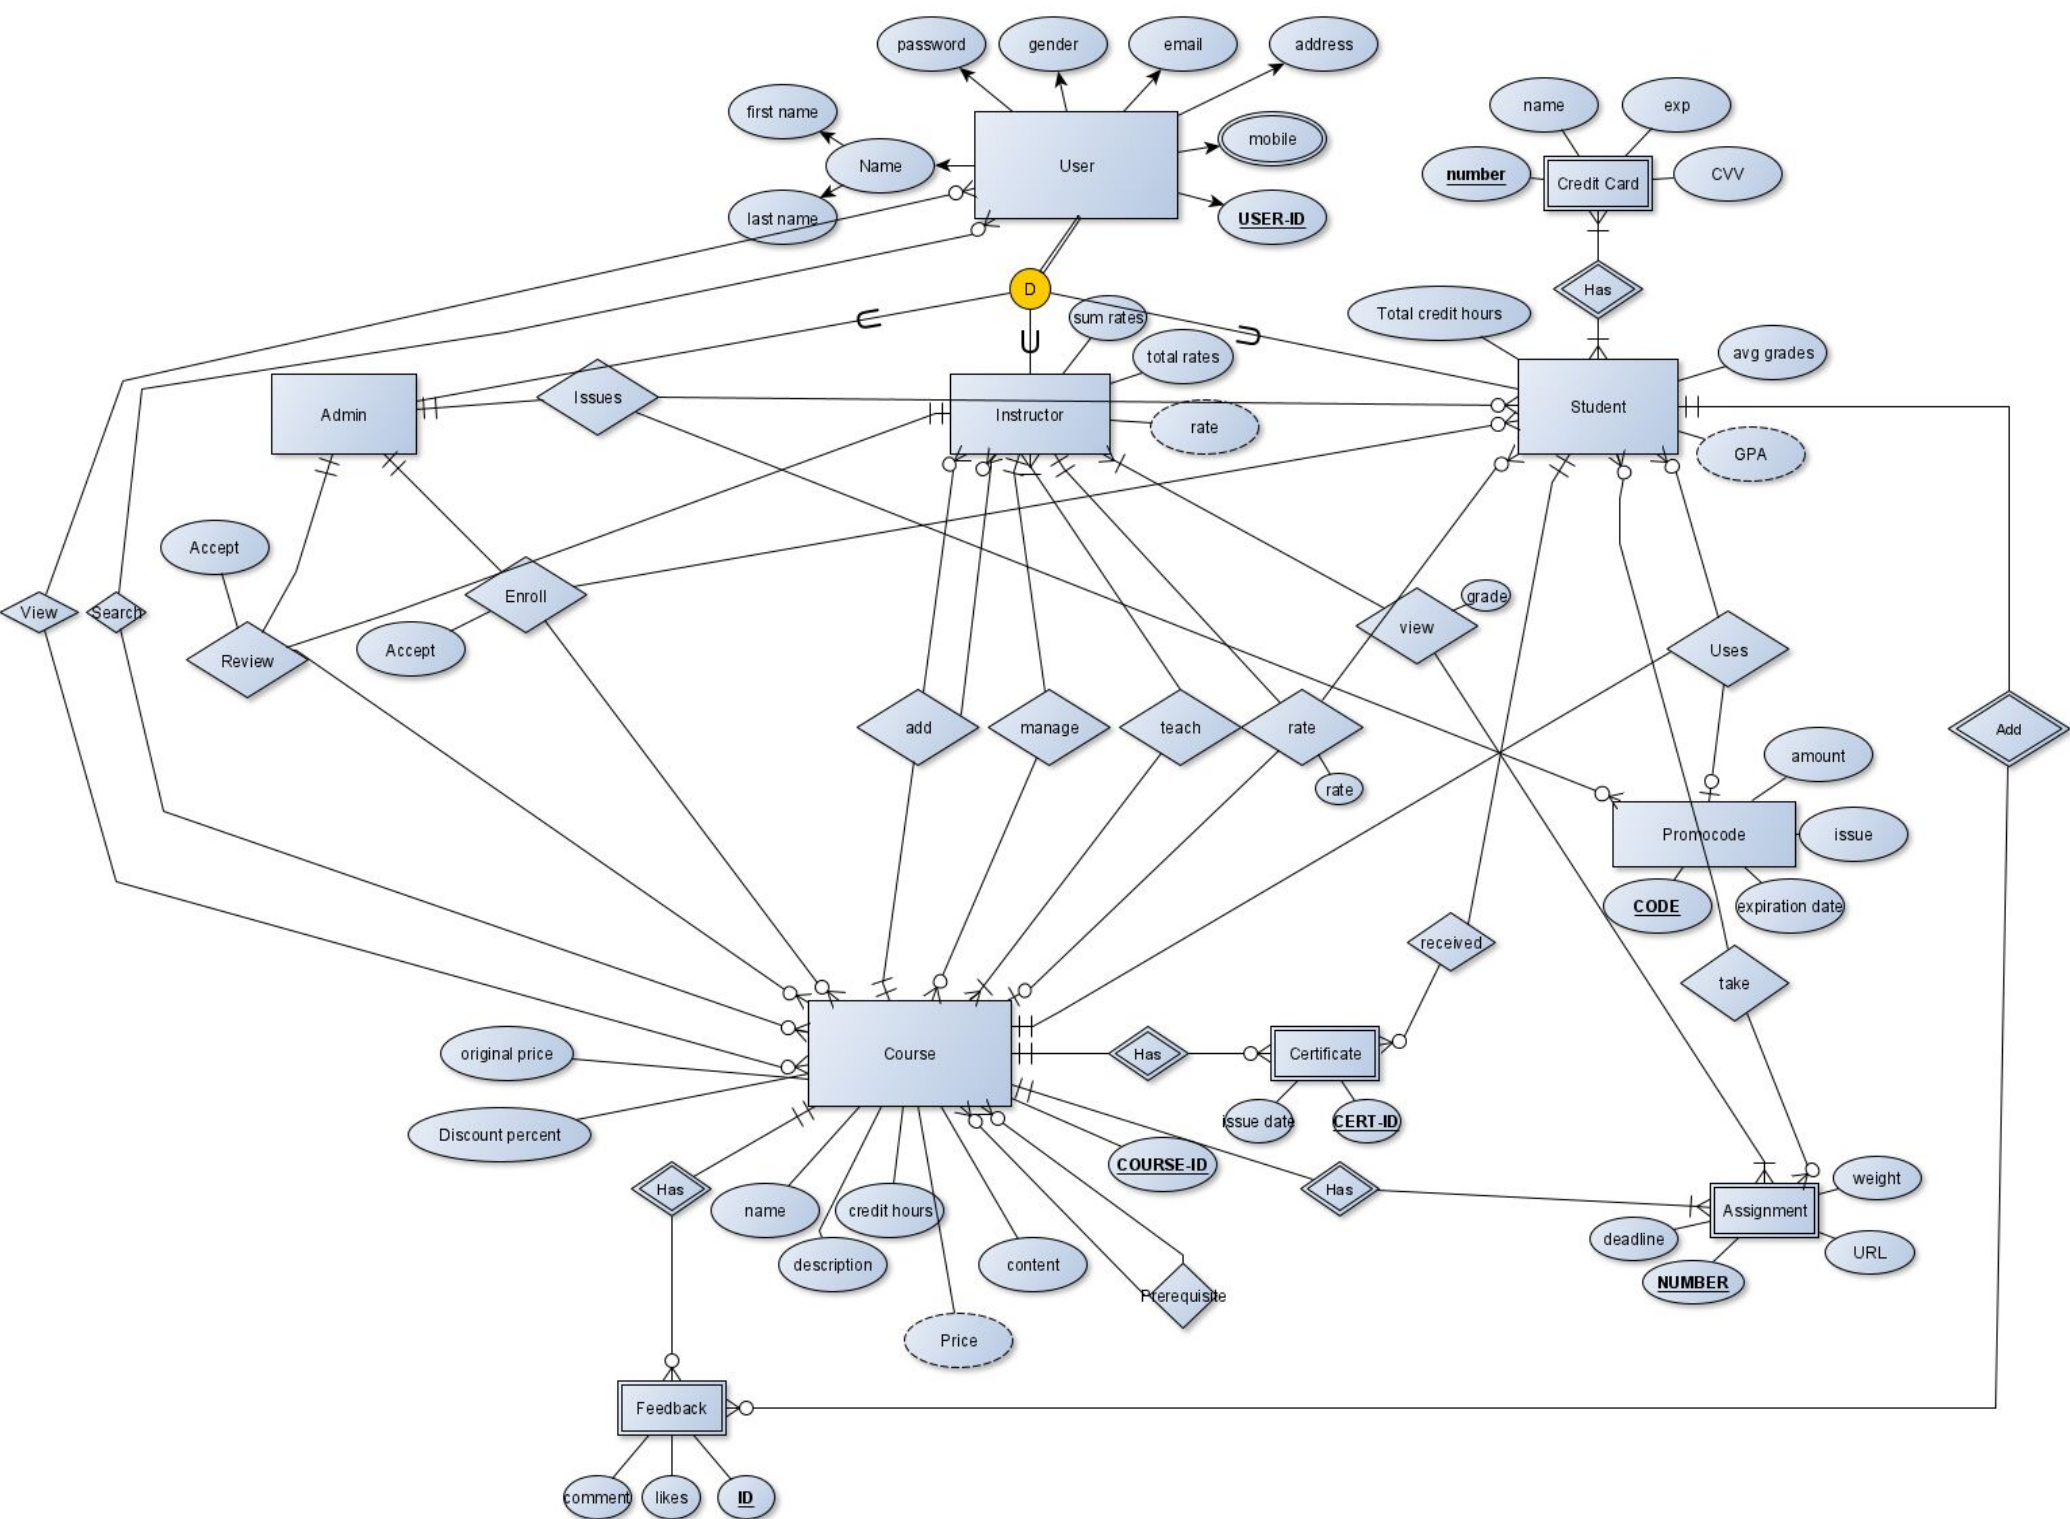 password
gender
email
address
first name
Name
last name
User
mobile
USER-ID
name
exp
number
Credit Card
CVV
D
Has
sum rates
total rates
rate
Total credit hours
avg grades
Admin
Issues
Instructor
Student
GPA
Accept
View
Search
Enroll
Accept
Review
view
grade
Uses
add
manage
teach
rate
rate
Add
amount
Promocode
issue
CODE
expiration date
received
take
Course
original price
Discount percent
Has
Certificate
issue date
CERT-ID
COURSE-ID
Has
name
credit hours
description
content
Price
Prerequisite
Has
Assignment
weight
deadline
URL
NUMBER
Feedback
comment
likes
ID